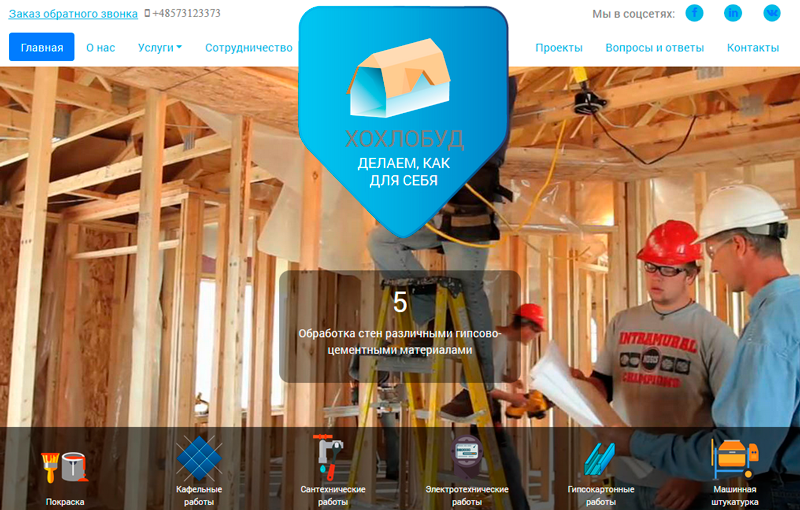 Заказ обратного звонка +48573123373
Мы в соцсетях: f in
Главная О нас Услуги Сотрудничество
Проекты Вопросы и ответы Контакты
ХОХЛОБУД
ДЕЛАЕМ, КАК
ДЛЯ СЕБЯ
5
Обработка стен различными гипсово-
цементными материалами
INTRAMURAL
CHAMPIONS
Покраска
Кафельные
работы
Сантехнические
работы
Электротехнические
работы
Гипсокартонные
работы
Машинная
штукатурка